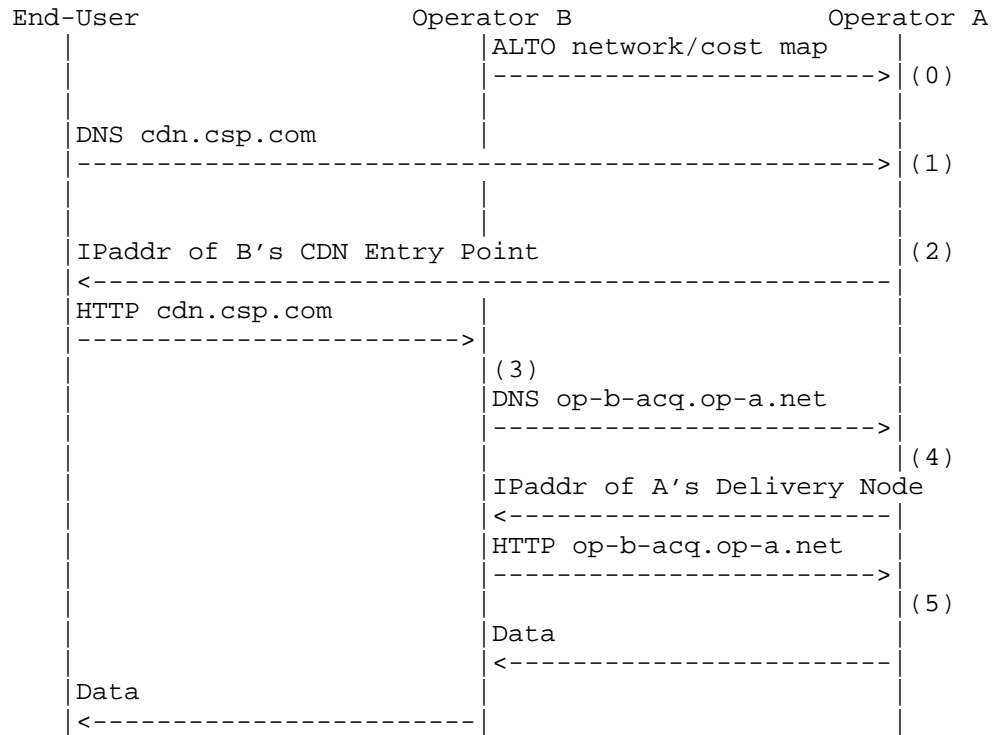 End-User Operator B Operator A
ALTO network/cost map
(0)
DNS cdn.csp.com
(1)
IPaddr of B's CDN Entry Point (2)
HTTP cdn.csp.com
(3)
DNS op-b-acq.op-a.net
(4)
IPaddr of A's Delivery Node
HTTP op-b-acq.op-a.net
(5)
Data
Data